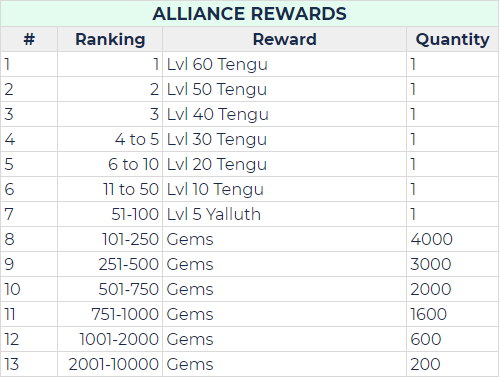 ALLIANCE REWARDS
# Ranking Reward Quantity
1 1 Lvl 60 Tengu 1
2 2 Lvl 50 Tengu 1
3 3 Lvl 40 Tengu 1
4 4 to 5 Lvl 30 Tengu 1
5 6 to 10 Lvl 20 Tengu 1
6 11 to 50 Lvl 10 Tengu 1
7 51-100 Lvl 5 Yalluth 1
8 101-250 Gems 4000
9 251-500 Gems 3000
10 501-750 Gems 2000
11 751-1000 Gems 1600
12 1001-2000 Gems 600
13 2001-10000 Gems 200